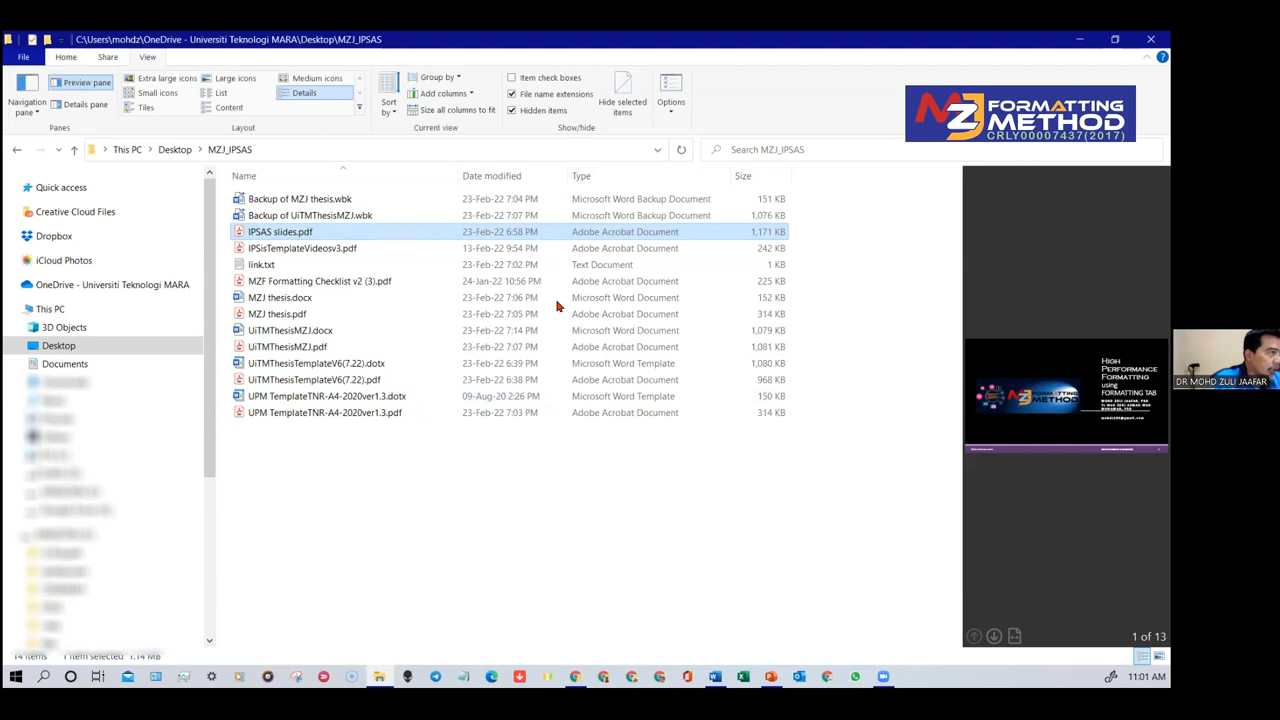 C:\Users\mohdz\OneDrive - Universiti Teknologi MARA\Desktop\MZJ_IPSAS
File Home Share View
Navigation pane
Preview pane
Details pane
Panes
Extra large icons Large icons Medium icons
Small icons List Details
Tiles Content
Layout
Sort by
Group by
Add columns
Size all columns to fit
Current view
Item check boxes
File name extensions
Hidden items
Hide selected items
Show/hide
Options
MZJ FORMATTING METHOD
CRLY00007437(2017)
This PC > Desktop > MZJ_IPSAS
Search MZJ_IPSAS
Quick access
Creative Cloud Files
Dropbox
iCloud Photos
OneDrive - Universiti Teknologi MARA
This PC
3D Objects
Desktop
Documents
Name Date modified Type Size
Backup of MZJ thesis.wbk 23-Feb-22 7:04 PM Microsoft Word Backup Document 151 KB
Backup of UiTMThesisMZJ.wbk 23-Feb-22 7:07 PM Microsoft Word Backup Document 1,076 KB
IPSAS slides.pdf 23-Feb-22 6:58 PM Adobe Acrobat Document 1,171 KB
IPSisTemplateVideosv3.pdf 13-Feb-22 9:54 PM Adobe Acrobat Document 242 KB
link.txt 23-Feb-22 7:02 PM Text Document 1 KB
MZF Formatting Checklist v2 (3).pdf 24-Jan-22 10:56 PM Adobe Acrobat Document 225 KB
MZJ thesis.docx 23-Feb-22 7:06 PM Microsoft Word Document 152 KB
MZJ thesis.pdf 23-Feb-22 7:05 PM Adobe Acrobat Document 314 KB
UiTMThesisMZJ.docx 23-Feb-22 7:14 PM Microsoft Word Document 1,079 KB
UiTMThesisMZJ.pdf 23-Feb-22 7:07 PM Adobe Acrobat Document 1,081 KB
UiTMThesisTemplateV6(7.22).dotx 23-Feb-22 6:39 PM Microsoft Word Template 1,080 KB
UiTMThesisTemplateV6(7.22).pdf 23-Feb-22 6:38 PM Adobe Acrobat Document 968 KB
UPM TemplateTNR-A4-2020ver1.3.dotx 09-Aug-20 2:26 PM Microsoft Word Template 150 KB
UPM TemplateTNR-A4-2020ver1.3.pdf 23-Feb-22 7:03 PM Adobe Acrobat Document 314 KB
HIGH
PERFORMANCE
FORMATTING
using
FORMATTING TAB
MOHD ZULI JAAFAR, PHD
MZJ FORMATTING METHOD
1 of 13
DR MOHD ZULI JAAFAR
14 items 1 item selected 1.14 MB
11:01 AM